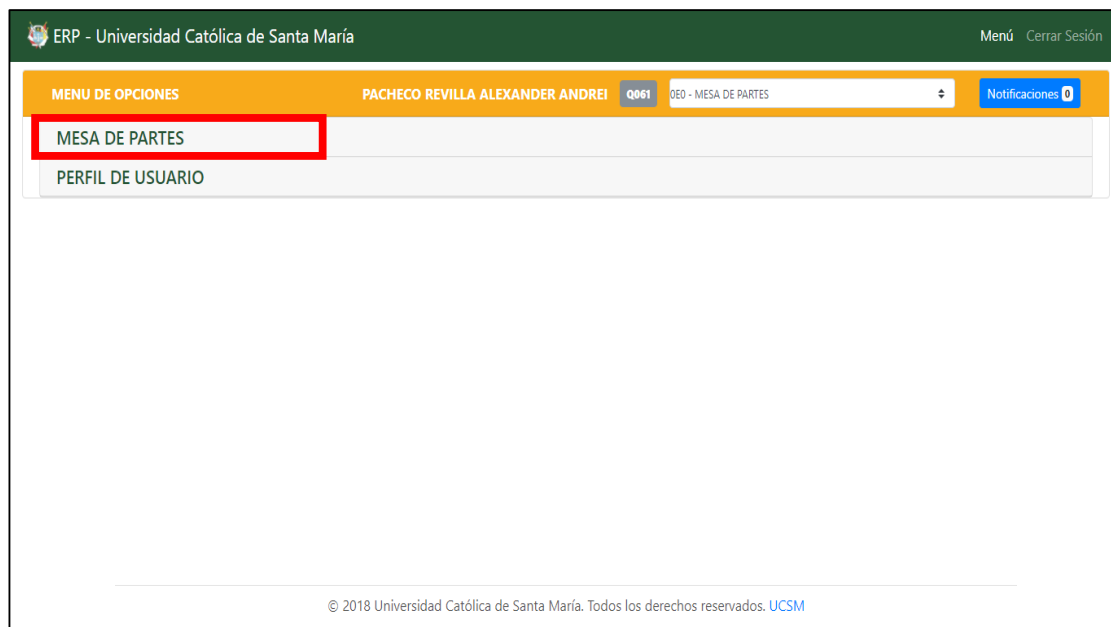 ERP - Universidad Católica de Santa María Menú Cerrar Sesión
MENU DE OPCIONES PACHECO REVILLA ALEXANDER ANDREI Q061 0E0 - MESA DE PARTES Notificaciones 0
MESA DE PARTES
PERFIL DE USUARIO
© 2018 Universidad Católica de Santa María. Todos los derechos reservados. UCSM